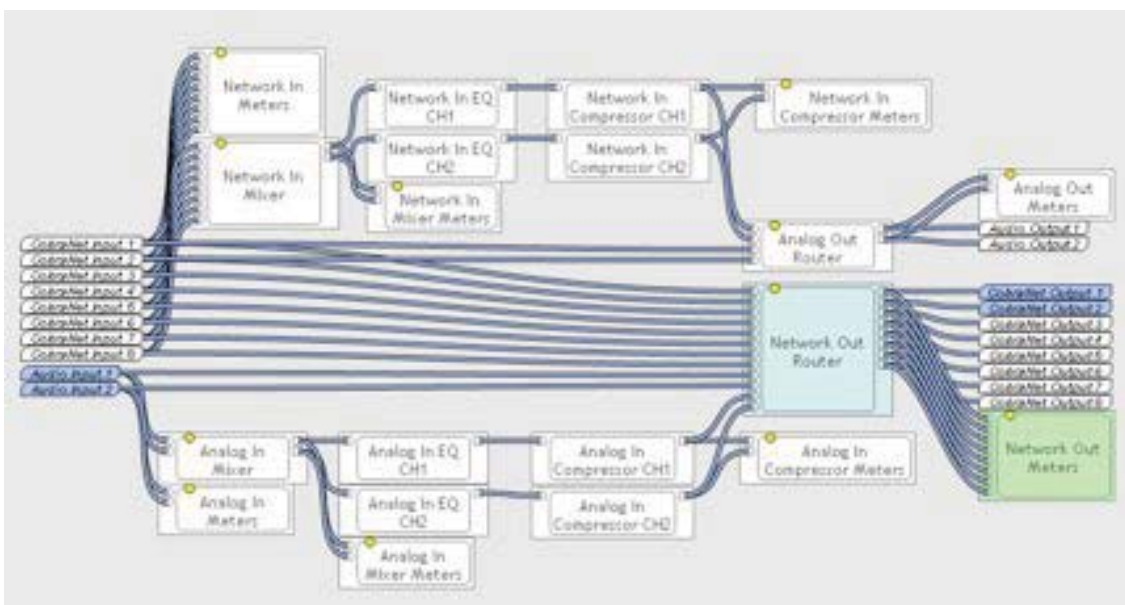 Network In
Meters
Network In
Mixer
Network In EQ
CH1
Network In EQ
CH2
Network In
Mixer Meters
Network In
Compressor CH1
Network In
Compressor CH2
Network In
Compressor Meters
Analog Out
Meters
Analog Out
Router
Audio Output 1
Audio Output 2
CobraNet Input 1
CobraNet Input 2
CobraNet Input 3
CobraNet Input 4
CobraNet Input 5
CobraNet Input 6
CobraNet Input 7
CobraNet Input 8
Audio Input 1
Audio Input 2
Network Out
Router
CobraNet Output 1
CobraNet Output 2
CobraNet Output 3
CobraNet Output 4
CobraNet Output 5
CobraNet Output 6
CobraNet Output 7
CobraNet Output 8
Network Out
Meters
Analog In
Mixer
Analog In
Meters
Analog In EQ
CH1
Analog In EQ
CH2
Analog In
Mixer Meters
Analog In
Compressor CH1
Analog In
Compressor CH2
Analog In
Compressor Meters